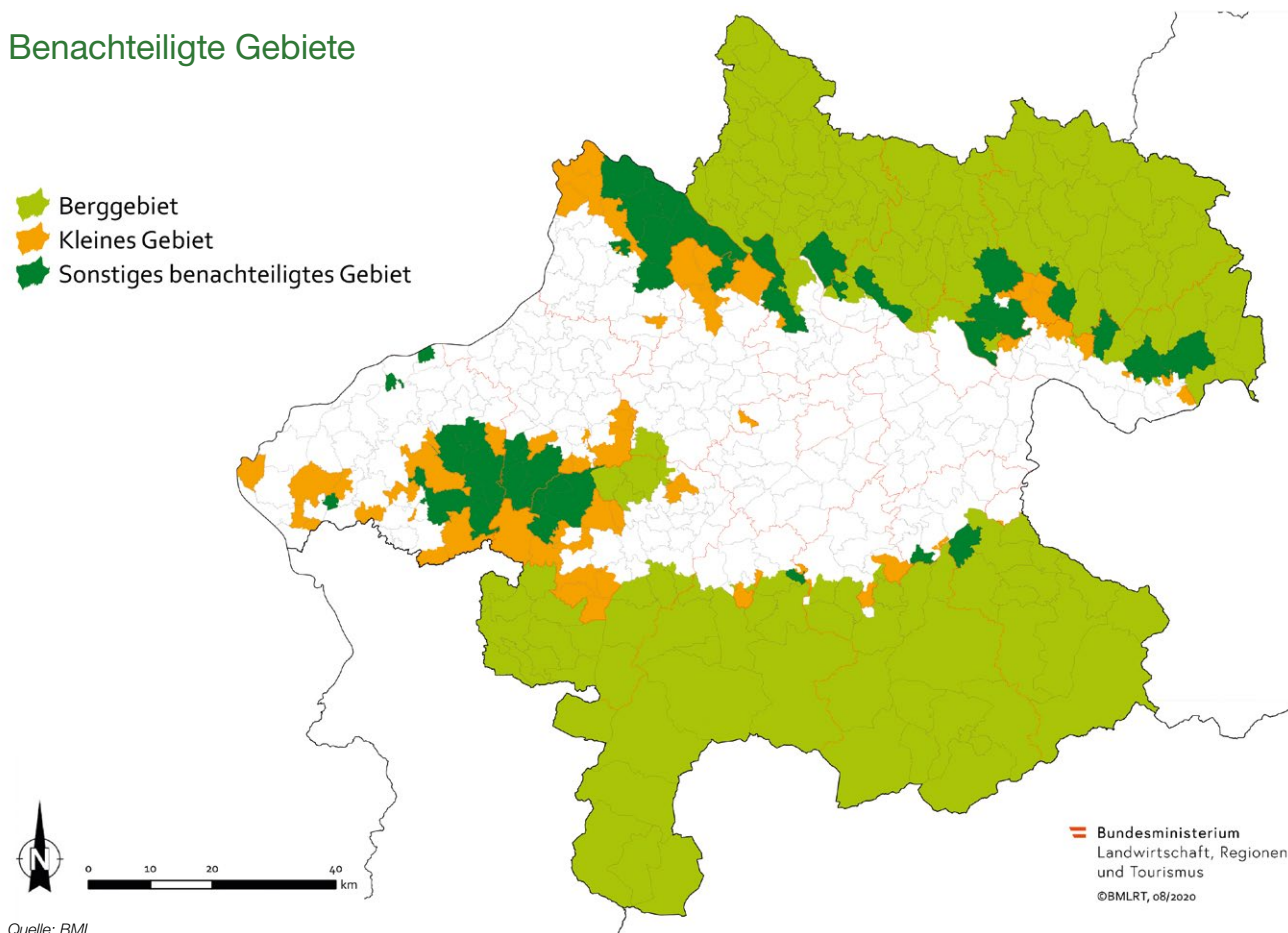 Benachteiligte Gebiete
Berggebiet
Kleines Gebiet
Sonstiges benachteiligtes Gebiet
N
0 10 20 40
km
Bundesministerium
Landwirtschaft, Regionen
und Tourismus
©BMLRT, 08/2020
Quelle: BML